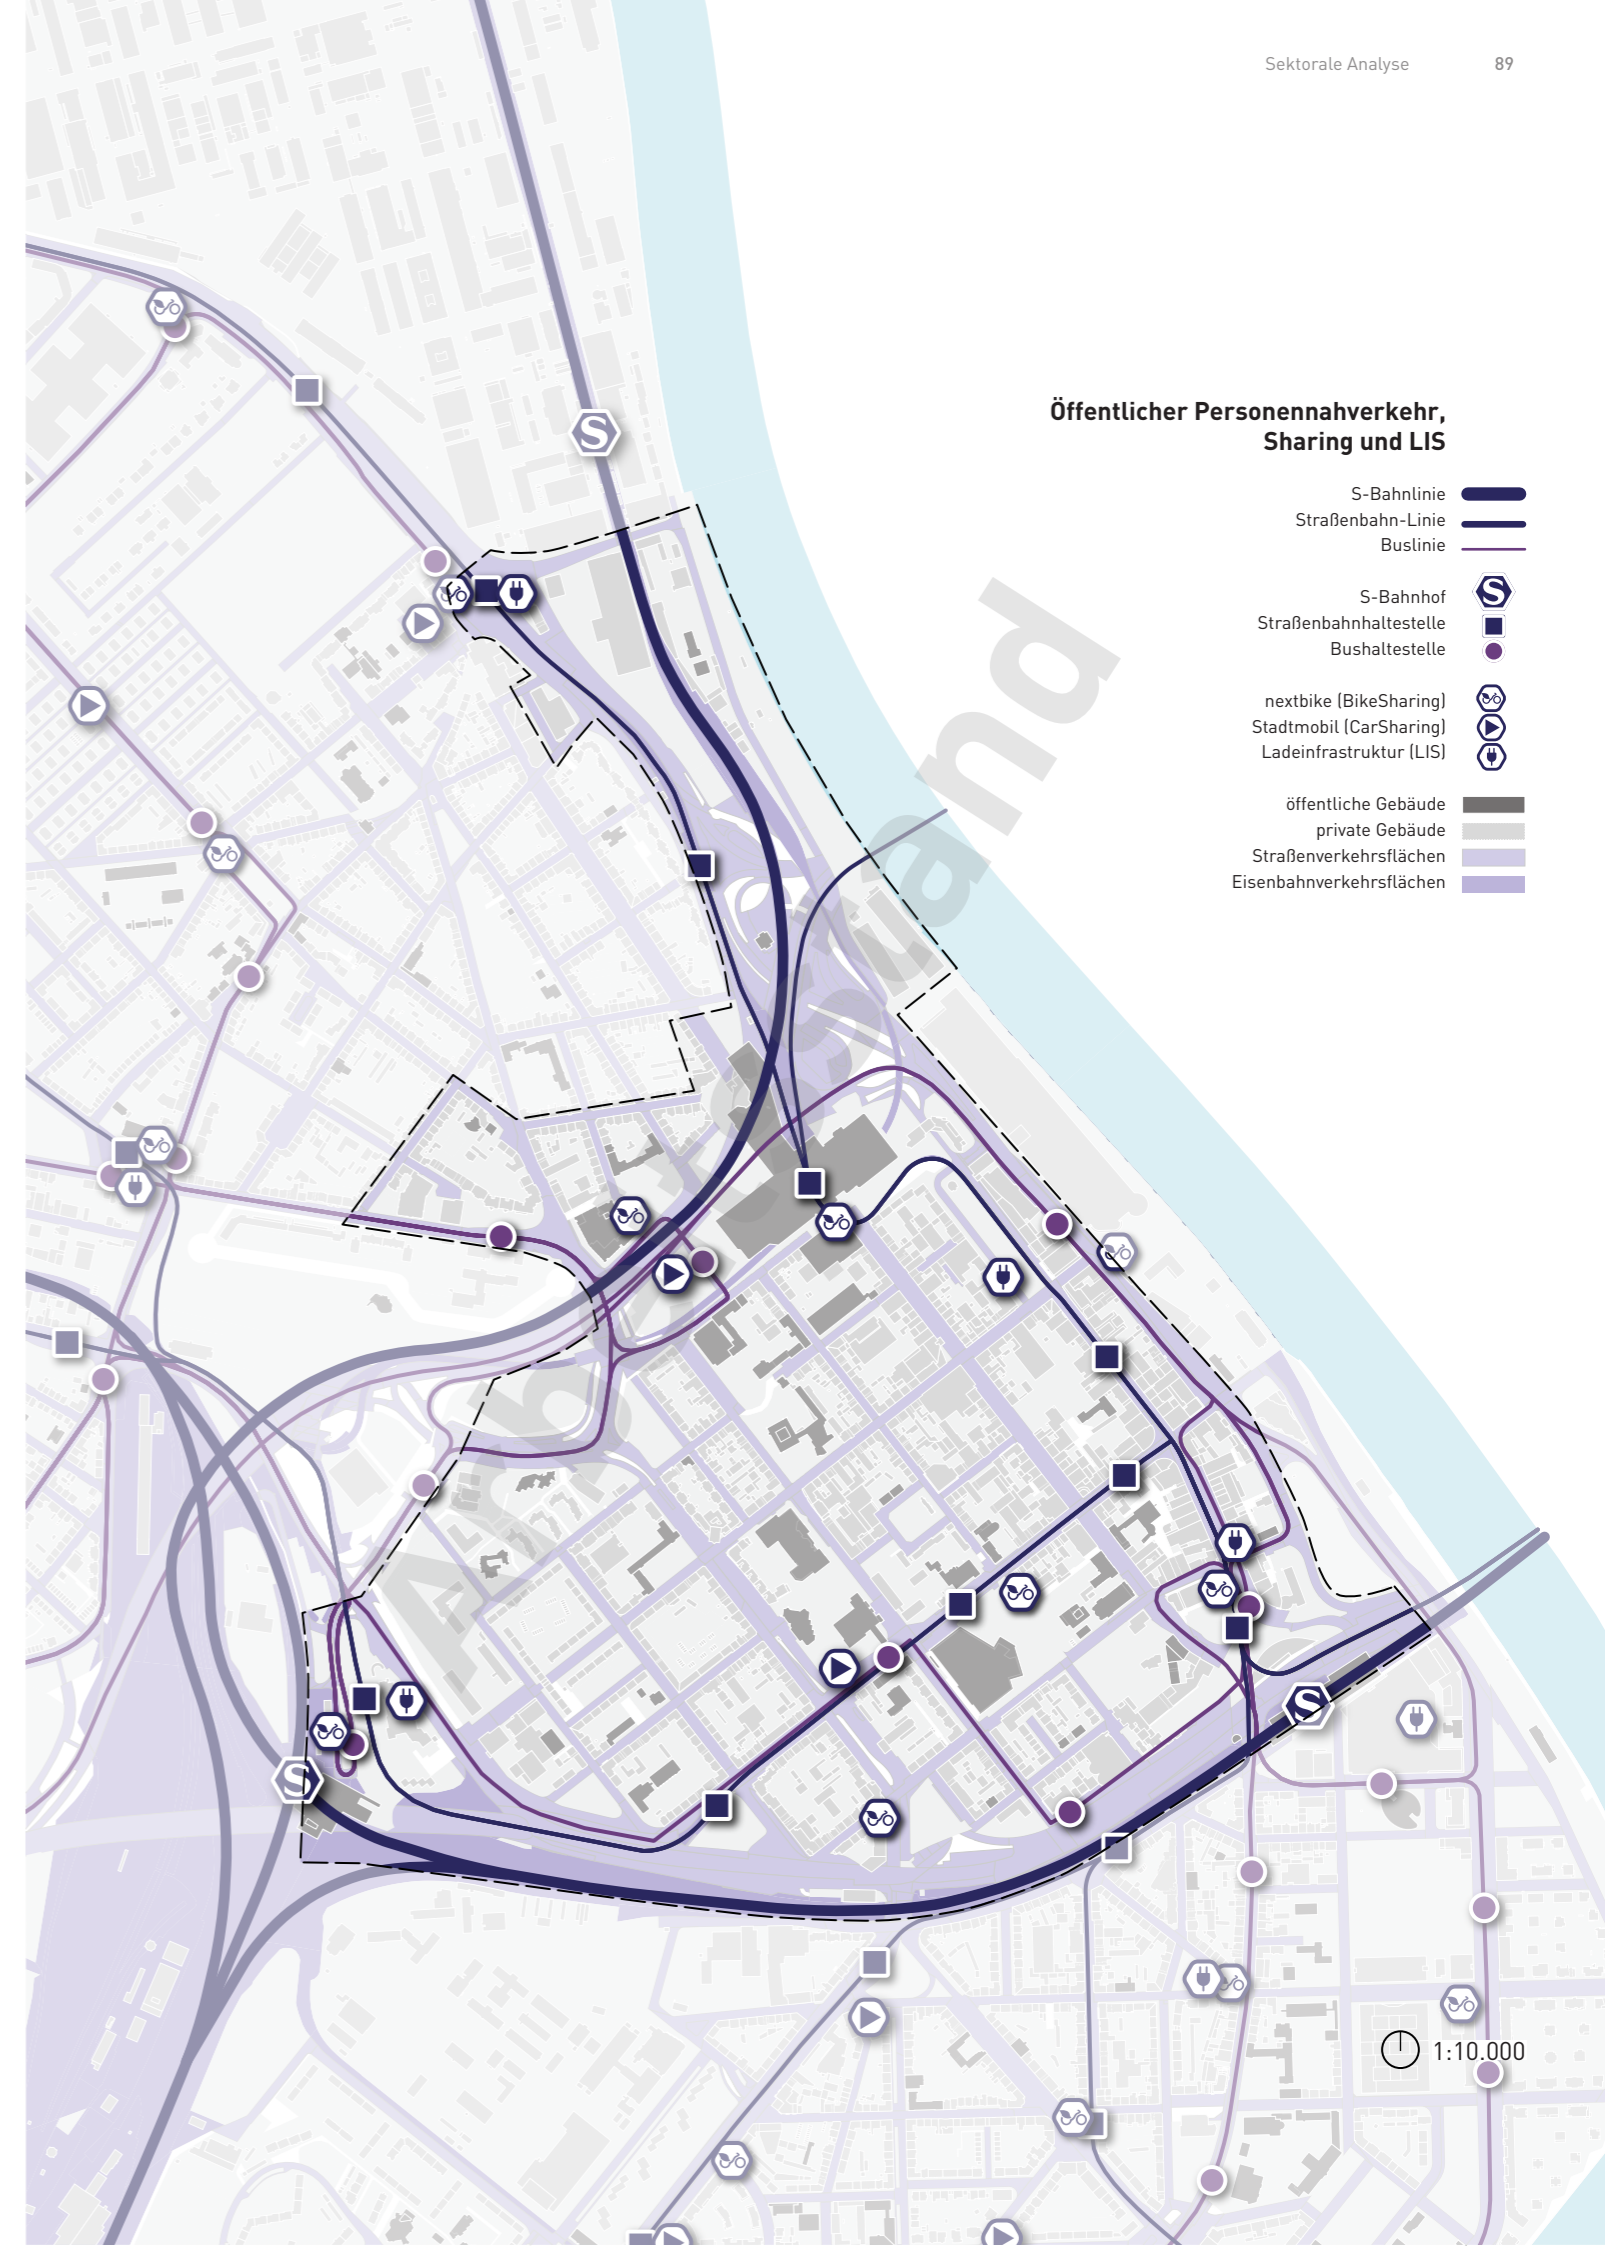 Sektorale Analyse 89
Öffentlicher Personennahverkehr,
Sharing und LIS
S-Bahnlinie
Straßenbahn-Linie
Buslinie
S-Bahnhof
Straßenbahnhaltestelle
Bushaltestelle
nextbike (BikeSharing)
Stadtmobil (CarSharing)
Ladeinfrastruktur (LIS)
öffentliche Gebäude
private Gebäude
Straßenverkehrsflächen
Eisenbahnverkehrsflächen
S
S
S
S
Arbeitsstand
1:10.000